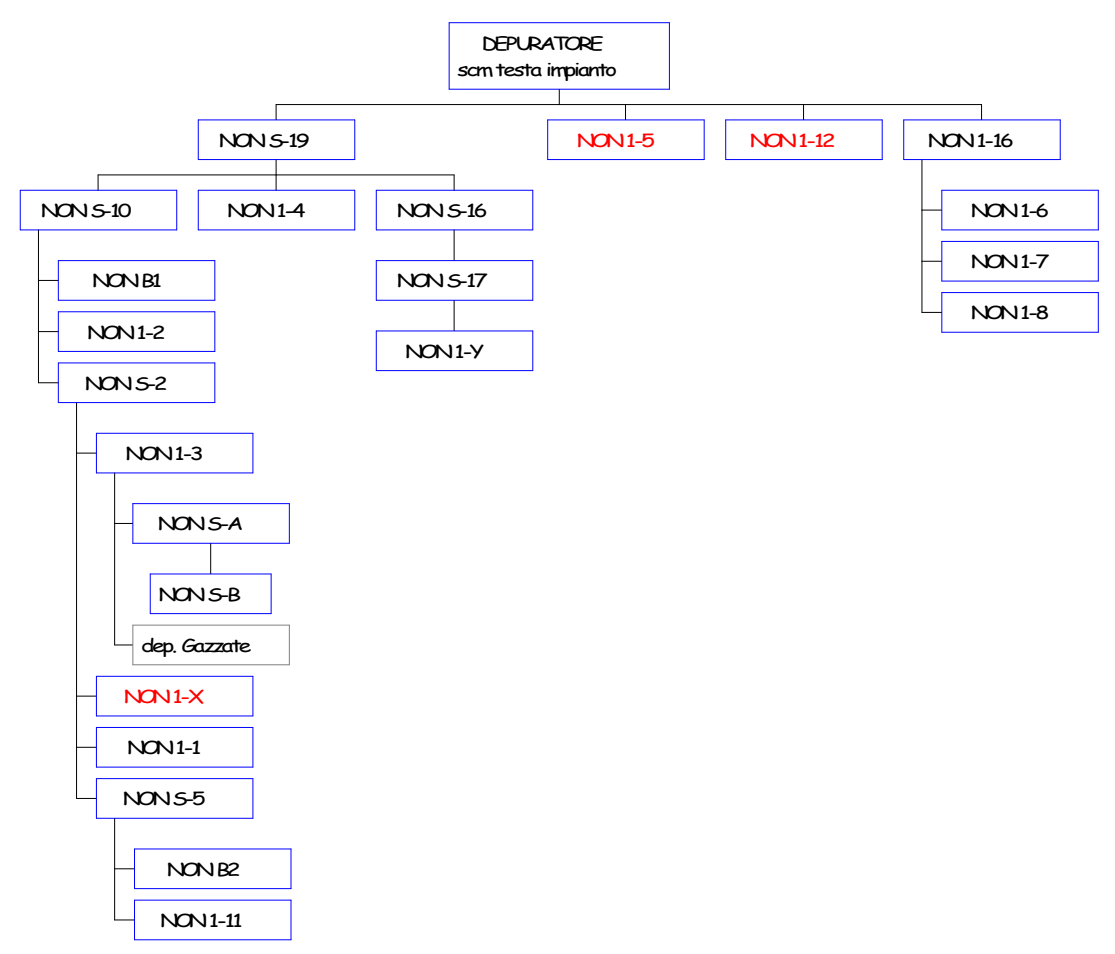 DEPURATORE
scm testa impianto
NON S-19
NON 1-5
NON 1-12
NON 1-16
NON S-10
NON 1-4
NON S-16
NON 1-6
NON B1
NON S-17
NON 1-7
NON 1-2
NON 1-8
NON 1-Y
NON S-2
NON 1-3
NON S-A
NON S-B
dep. Gazzate
NON 1-X
NON 1-1
NON S-5
NON B2
NON 1-11